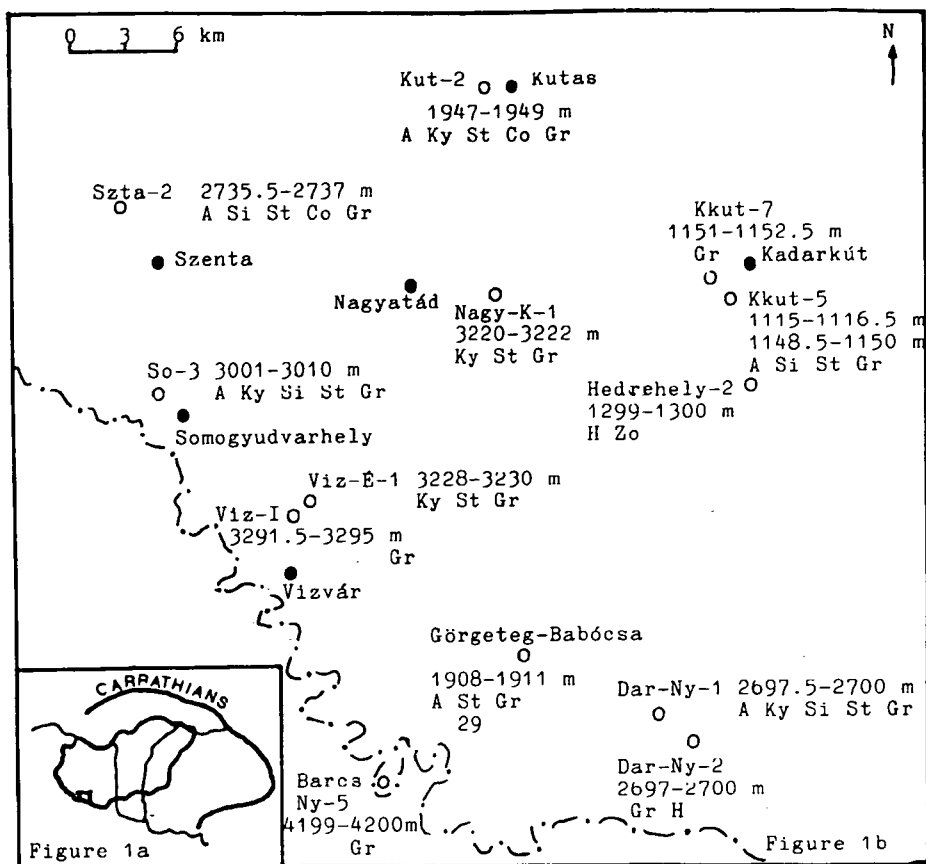 0 3 6 km
N
Kut-2 Kutas
1947-1949 m
A Ky St Co Gr
Szta-2 2735.5-2737 m
A Si St Co Gr
Szenta
Kkut-7
1151-1152.5 m
Gr Kadarkút
Nagyatád
Nagy-K-1
3220-3222 m
Ky St Gr
Kkut-5
1115-1116.5 m
1148.5-1150 m
A Si St Gr
So-3 3001-3010 m
A Ky Si St Gr
Somogyudvarhely
Hedrehely-2
1299-1300 m
H Zo
Viz-É-1 3228-3230 m
Ky St Gr
Viz-I
3291.5-3295 m
Gr
Vizvár
Görgeteg-Babócsa
1908-1911 m
A St Gr
29
Dar-Ny-1 2697.5-2700 m
A Ky Si St Gr
Dar-Ny-2
2697-2700 m
Gr H
Barcs
Ny-5
4199-4200m
Gr
CARPATHIANS
Figure 1a
Figure 1b